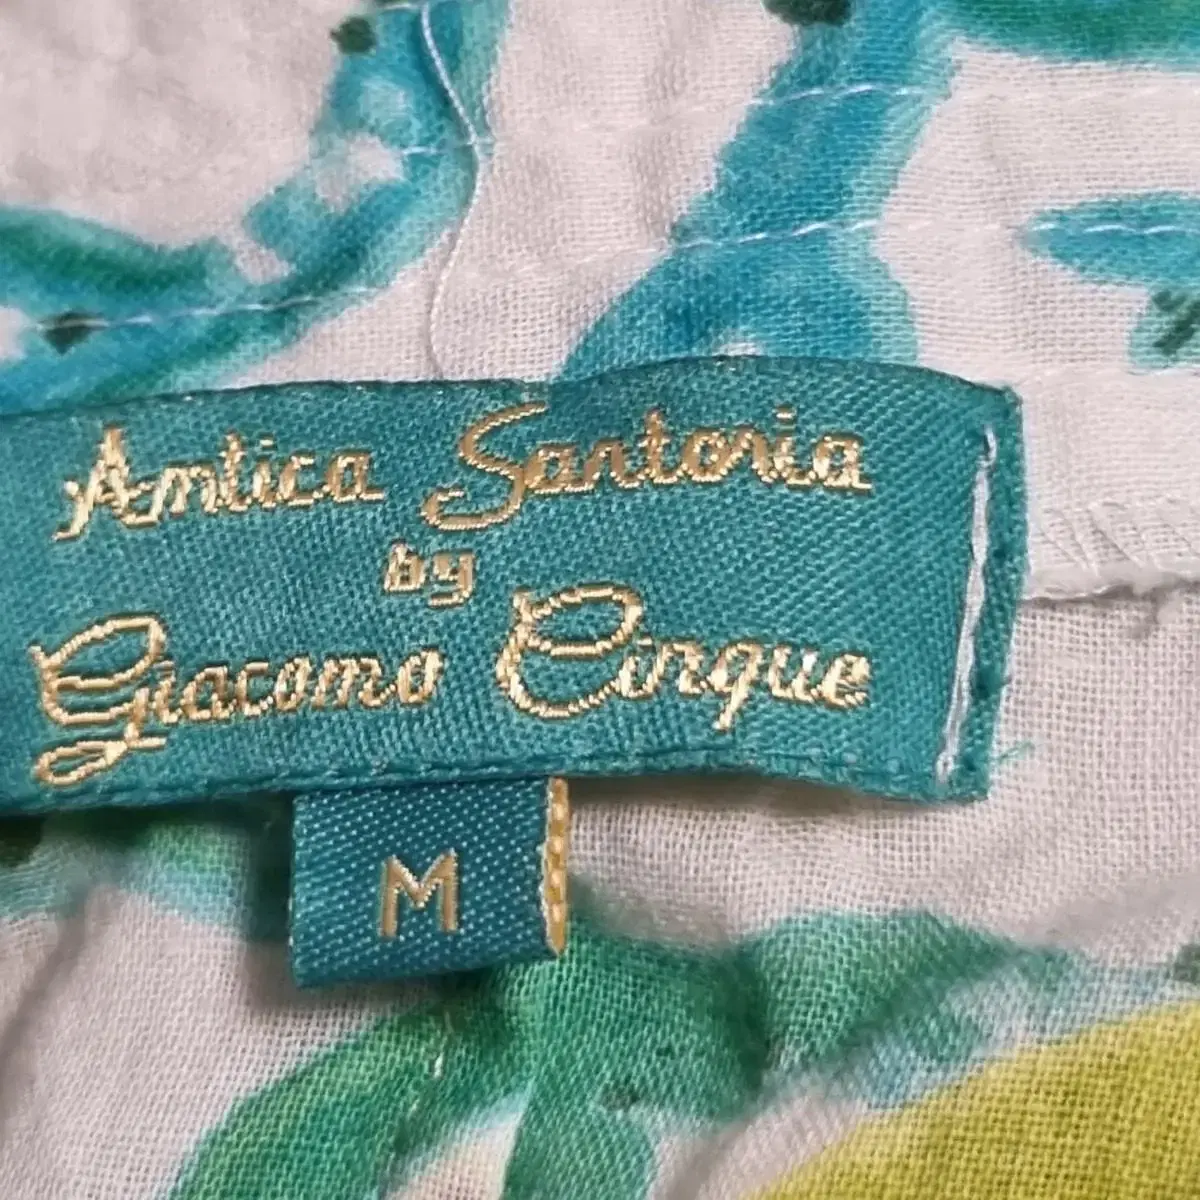 Antica Sartoria
by
Giacomo Cinque
M